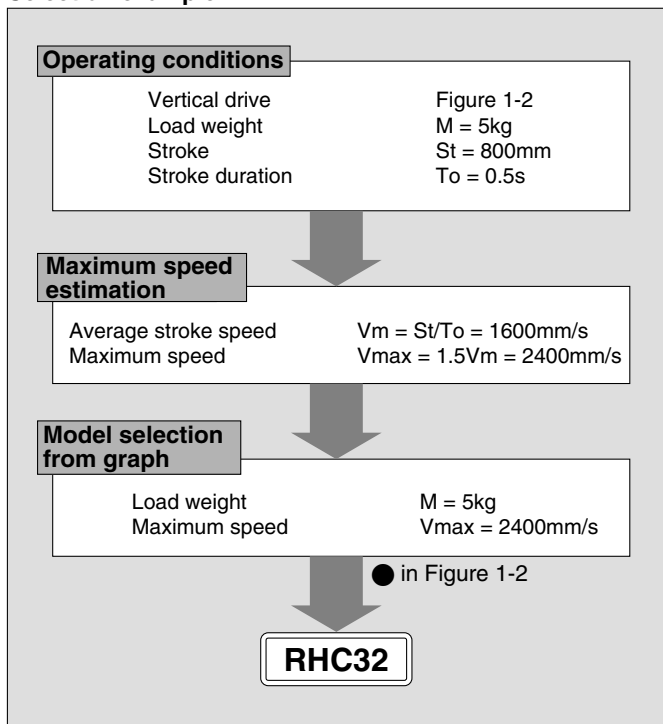 Operating conditions
Vertical drive Figure 1-2
Load weight M = 5kg
Stroke St = 800mm
Stroke duration To = 0.5s
Maximum speed
estimation
Average stroke speed Vm = St/To = 1600mm/s
Maximum speed Vmax = 1.5Vm = 2400mm/s
Model selection
from graph
Load weight M = 5kg
Maximum speed Vmax = 2400mm/s
● in Figure 1-2
RHC32